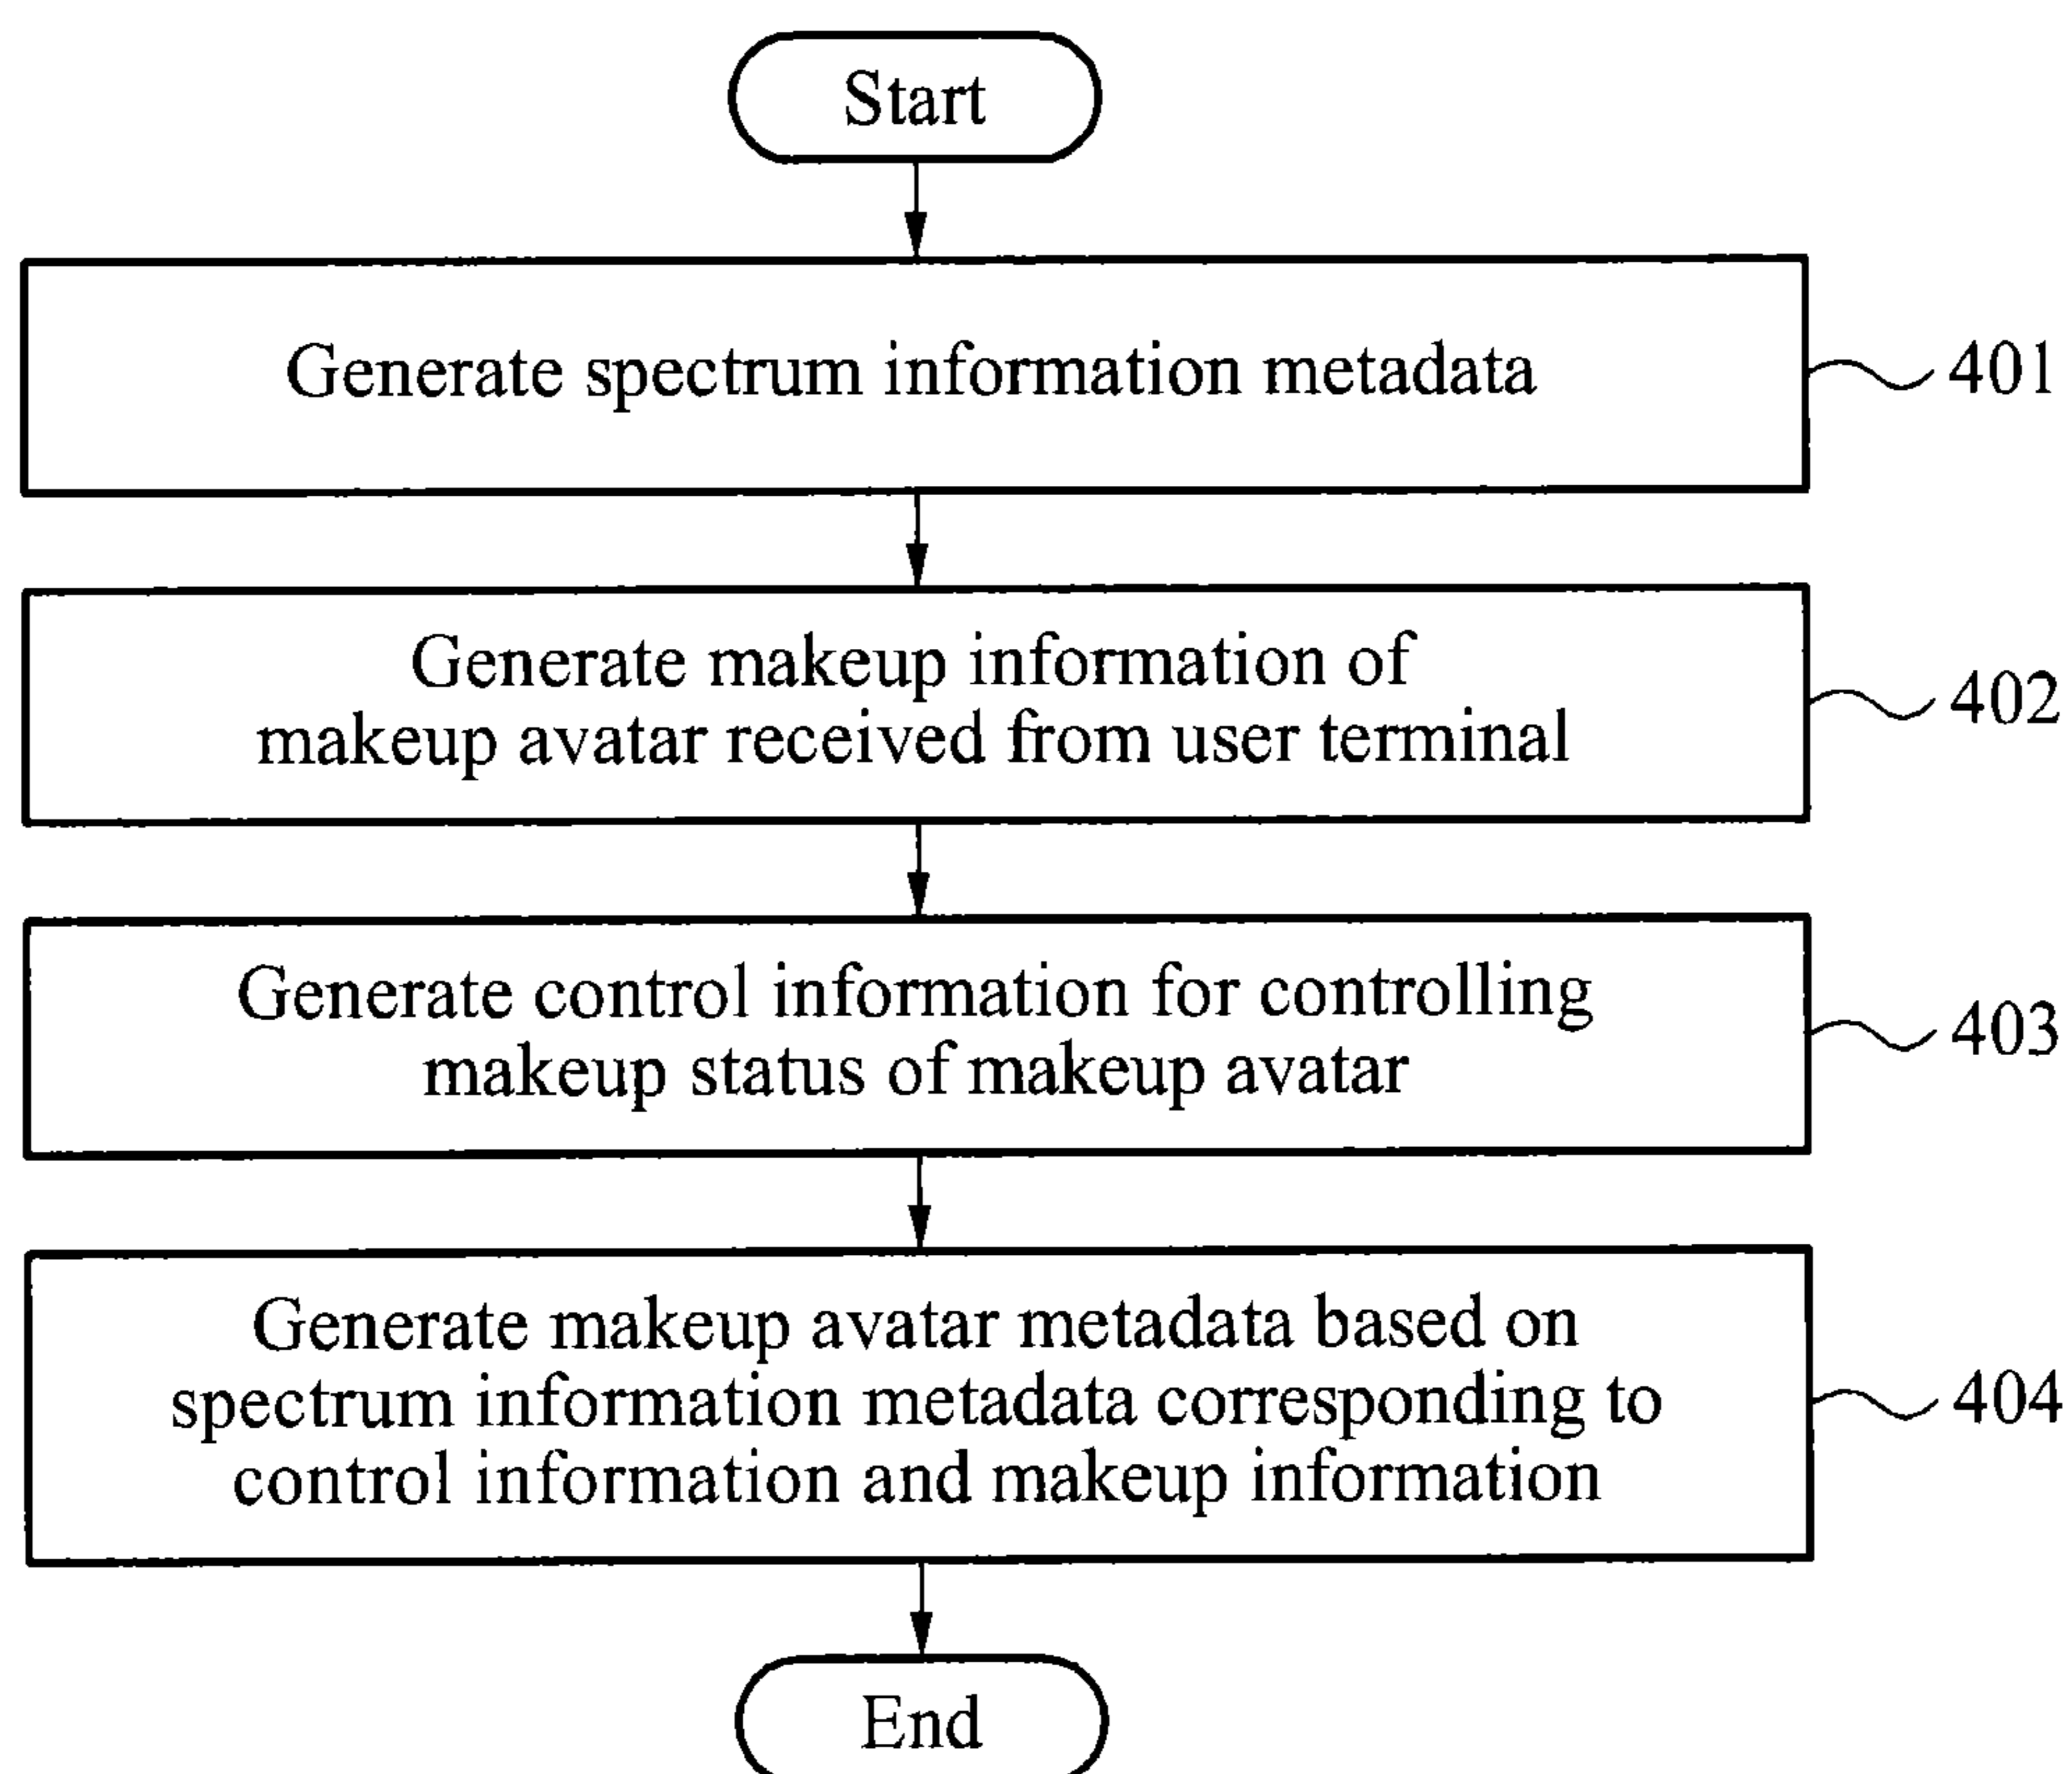 Start
Generate spectrum information metadata
401
Generate makeup information of
makeup avatar received from user terminal
402
Generate control information for controlling
makeup status of makeup avatar
403
Generate makeup avatar metadata based on
spectrum information metadata corresponding to
control information and makeup information
404
End